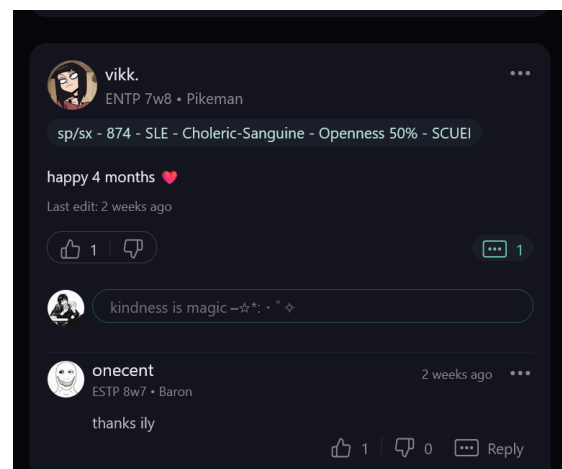 vikk.
ENTP 7w8 • Pikeman
sp/sx - 874 - SLE - Choleric-Sanguine - Openness 50% - SCUEI
happy 4 months ❤️
Last edit: 2 weeks ago
1
1
kindness is magic –☆*: ・ﾟ✧
onecent
2 weeks ago
ESTP 8w7 • Baron
thanks ily
1 0 Reply